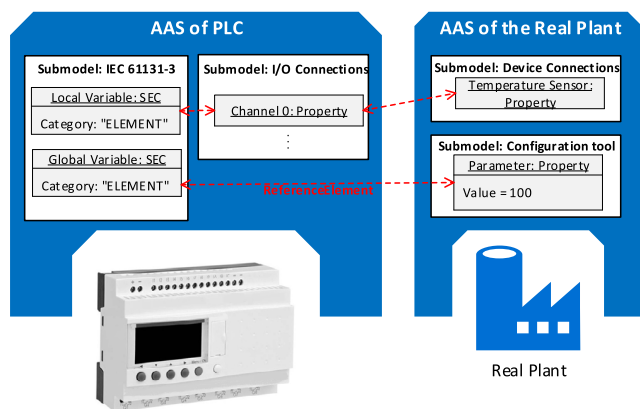 AAS of PLC
Submodel: IEC 61131-3
Local Variable: SEC
Category: "ELEMENT"
Global Variable: SEC
Category: "ELEMENT"
Submodel: I/O Connections
Channel 0: Property
ReferenceElement
AAS of the Real Plant
Submodel: Device Connections
Temperature Sensor:
Property
Submodel: Configuration tool
Parameter: Property
Value = 100
Real Plant